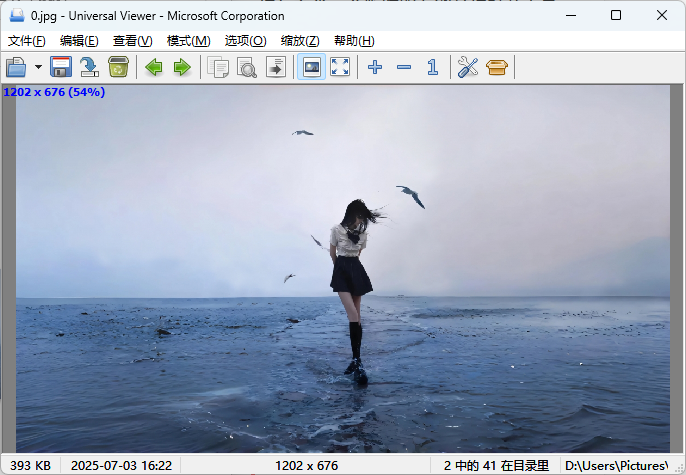 0.jpg - Universal Viewer - Microsoft Corporation
文件(F) 编辑(E) 查看(V) 模式(M) 选项(O) 缩放(Z) 帮助(H)
1
1202 x 676 (54%)
393 KB 2025-07-03 16:22 1202 x 676 2 中的 41 在目录里 D:\Users\Pictures\